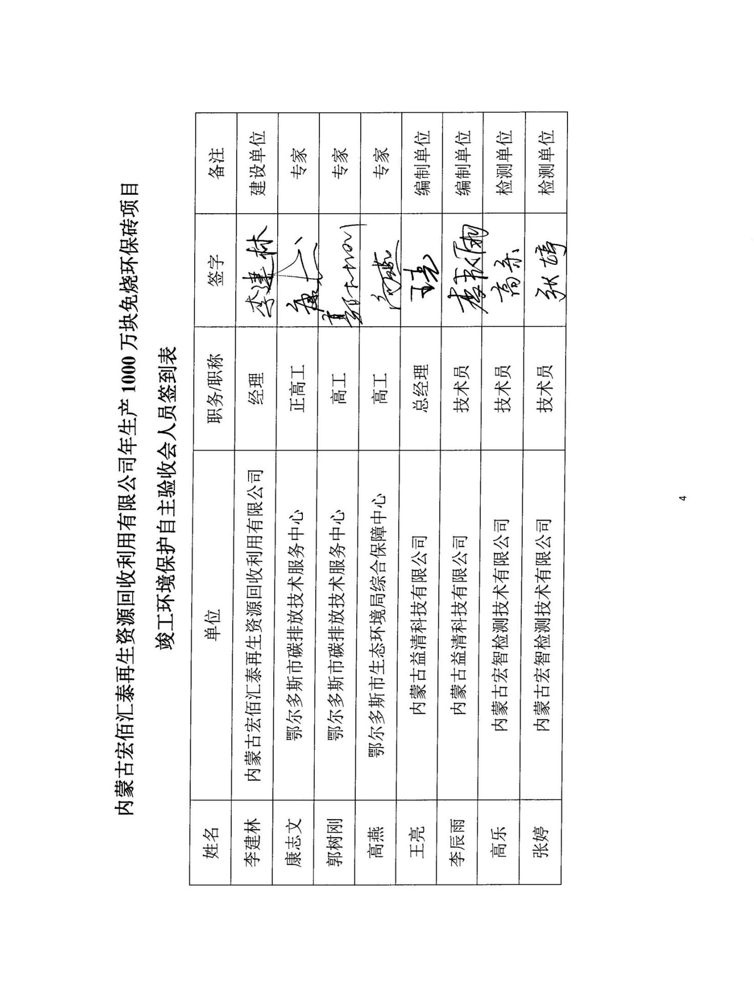 内蒙古宏佰汇泰再生资源回收利用有限公司年生产1000万块免烧环保砖项目
竣工环境保护自主验收会人员签到表
姓名 单位 职务/职称 签字 备注
李建林 内蒙古宏佰汇泰再生资源回收利用有限公司 经理 李建林 建设单位
康志文 鄂尔多斯市碳排放技术服务中心 正高工 专家
郭树刚 鄂尔多斯市碳排放技术服务中心 高工 专家
高燕 鄂尔多斯市生态环境局综合保障中心 高工 高燕 专家
王亮 内蒙古益清科技有限公司 总经理 王亮 编制单位
李辰雨 内蒙古益清科技有限公司 技术员 李辰雨 编制单位
高乐 内蒙古宏智检测技术有限公司 技术员 高乐 检测单位
张婷 内蒙古宏智检测技术有限公司 技术员 张婷 检测单位
4